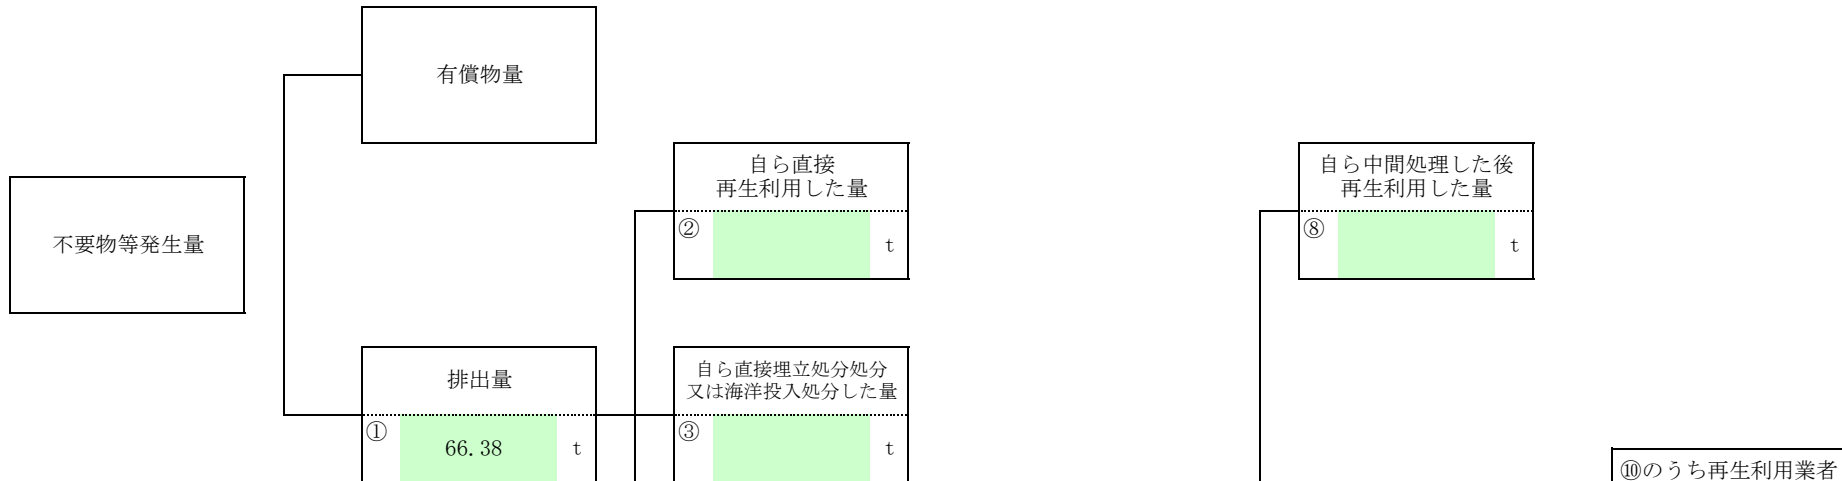 有償物量
自ら直接
再生利用した量
② t
自ら中間処理した後
再生利用した量
⑧ t
不要物等発生量
排出量
① 66.38 t
自ら直接埋立処分処分
又は海洋投入処分した量
③ t
⑩のうち再生利用業者